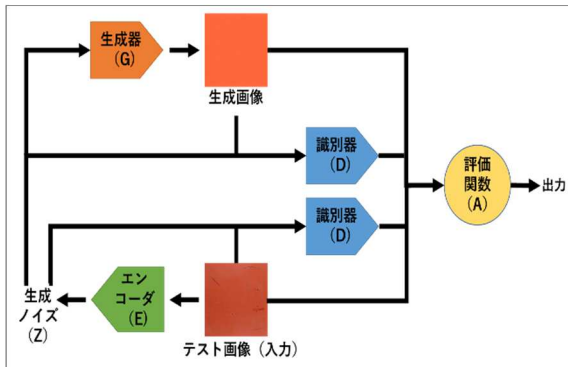 生成器
(G)
生成画像
識別器
(D)
評価
関数
(A)
出力
識別器
(D)
生成
ノイズ
(Z)
エン
コーダ
(E)
テスト画像(入力)